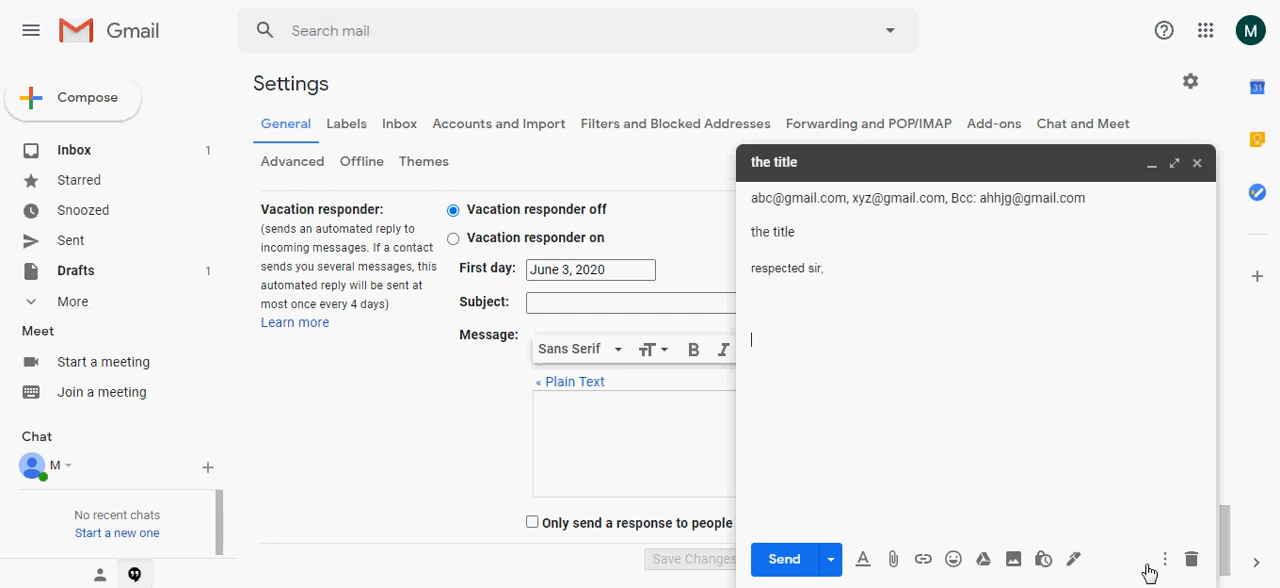 Gmail
Search mail
M
Compose
Inbox 1
Starred
Snoozed
Sent
Drafts 1
More
Meet
Start a meeting
Join a meeting
Chat
M
No recent chats
Start a new one
Settings
General Labels Inbox Accounts and Import Filters and Blocked Addresses Forwarding and POP/IMAP Add-ons Chat and Meet
Advanced Offline Themes
Vacation responder:
(sends an automated reply to
incoming messages. If a contact
sends you several messages, this
automated reply will be sent at
most once every 4 days)
Learn more
Vacation responder off
Vacation responder on
First day: June 3, 2020
Subject:
Message:
Sans Serif B I
« Plain Text
Only send a response to people
Save Changes
the title
abc@gmail.com, xyz@gmail.com, Bcc: ahhjg@gmail.com
the title
respected sir,
Send
31